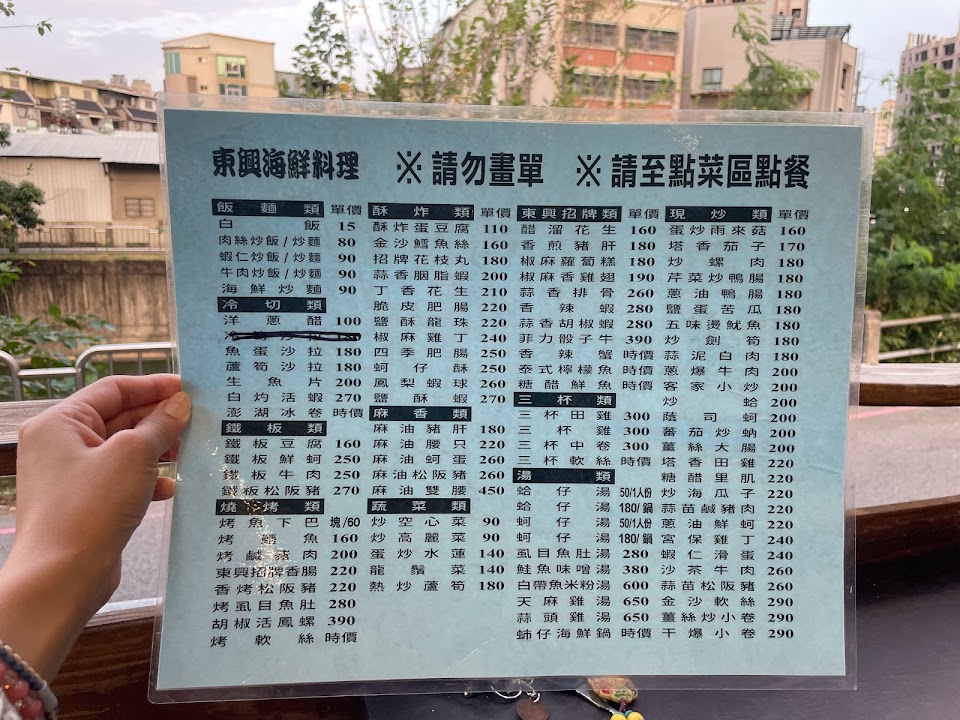 東興海鮮料理 ※請勿畫單 ※請至點菜區點餐
飯麵類 單價
白飯 15
肉絲炒飯/炒麵 80
蝦仁炒飯/炒麵 90
牛肉炒飯/炒麵 90
海鮮炒麵 90
冷切類
洋蔥醋 100
魚蛋沙拉 180
蘆筍沙拉 180
生魚片 200
白灼活蝦 270
澎湖冰卷 時價
鐵板類
鐵板豆腐 160
鐵板鮮蚵 250
鐵板牛肉 250
鐵板松阪豬 270
燒烤類
烤魚下巴 塊/60
烤鯖魚 160
烤鹹豬肉 200
東興招牌香腸 220
香烤松阪豬 220
烤虱目魚肚 280
胡椒活鳳螺 390
烤軟絲 時價
酥炸類 單價
酥炸蛋豆腐 110
金沙鱈魚絲 160
招牌花枝丸 180
蒜香胭脂蝦 200
丁香花生 210
脆皮肥腸 220
鹽酥龍珠 220
椒麻雞丁 240
四季肥腸 250
蚵仔酥 250
鳳梨蝦球 260
鹽酥蝦 270
麻香類
麻油豬肝 180
麻油腰只 220
麻油蚵蛋 260
麻油松阪豬 260
麻油雙腰 450
蔬菜類
炒空心菜 90
炒高麗菜 90
蛋炒水蓮 140
龍鬚菜 140
熱炒蘆筍 180
東興招牌類 單價
醋溜花生 160
香煎豬肝 180
椒麻蘿蔔糕 180
椒麻香雞翅 190
蒜香排骨 260
香辣蝦 280
蒜香胡椒蝦 280
菲力骰子牛 390
香辣蟹 時價
泰式檸檬魚 時價
糖醋鮮魚 時價
三杯類
三杯田雞 300
三杯雞 300
三杯中卷 300
三杯軟絲 時價
湯類
蛤仔湯 50/1人份
蛤仔湯 180/鍋
蚵仔湯 50/1人份
蚵仔湯 180/鍋
虱目魚肚湯 280
鮭魚味噌湯 380
白帶魚米粉湯 600
天麻雞湯 650
蒜頭雞湯 650
蚵仔海鮮鍋 時價
現炒類 單價
蛋炒雨來菇 160
塔香茄子 170
炒螺肉 180
芹菜炒鴨腸 180
蔥油鴨腸 180
鹽蛋苦瓜 180
五味燙魷魚 180
炒劍筍 180
蒜泥白肉 180
蔥爆牛肉 200
客家小炒 200
炒蛤 200
蔭司蚵 200
蕃茄炒蚋 200
薑絲大腸 200
塔香田雞 220
糖醋里肌 220
炒海瓜子 220
蒜苗鹹豬肉 220
蔥油鮮蚵 220
宮保雞丁 240
蝦仁滑蛋 240
沙茶牛肉 260
蒜苗松阪豬 260
金沙軟絲 290
薑絲炒小卷 290
干爆小卷 290